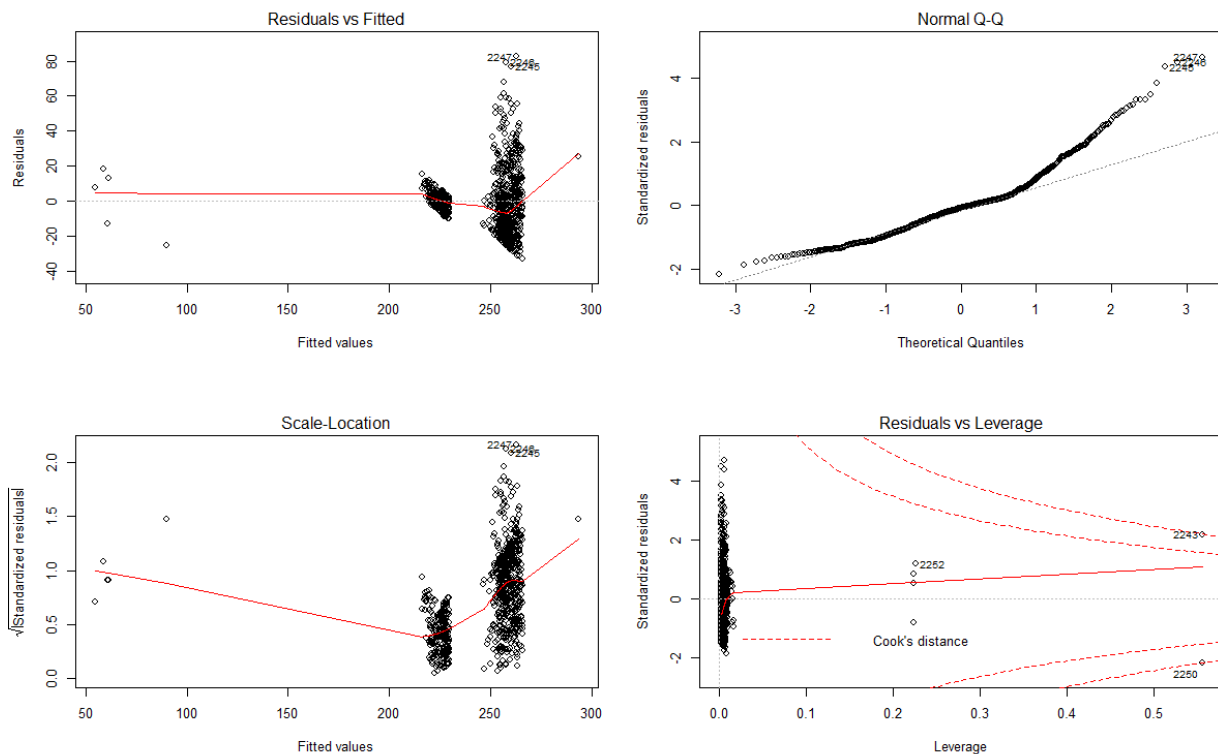 Residuals vs Fitted
Residuals
80
60
40
20
0
-20
-40
2247
2246
2245
50 100 150 200 250 300
Fitted values
Normal Q-Q
Standardized residuals
4
2
0
-2
2247
2246
2245
-3 -2 -1 0 1 2 3
Theoretical Quantiles
Scale-Location
√|Standardized residuals|
2.0
1.5
1.0
0.5
0.0
2247
2246
2245
50 100 150 200 250 300
Fitted values
Residuals vs Leverage
Standardized residuals
4
2
0
-2
2243
2252
Cook's distance
2250
0.0 0.1 0.2 0.3 0.4 0.5
Leverage